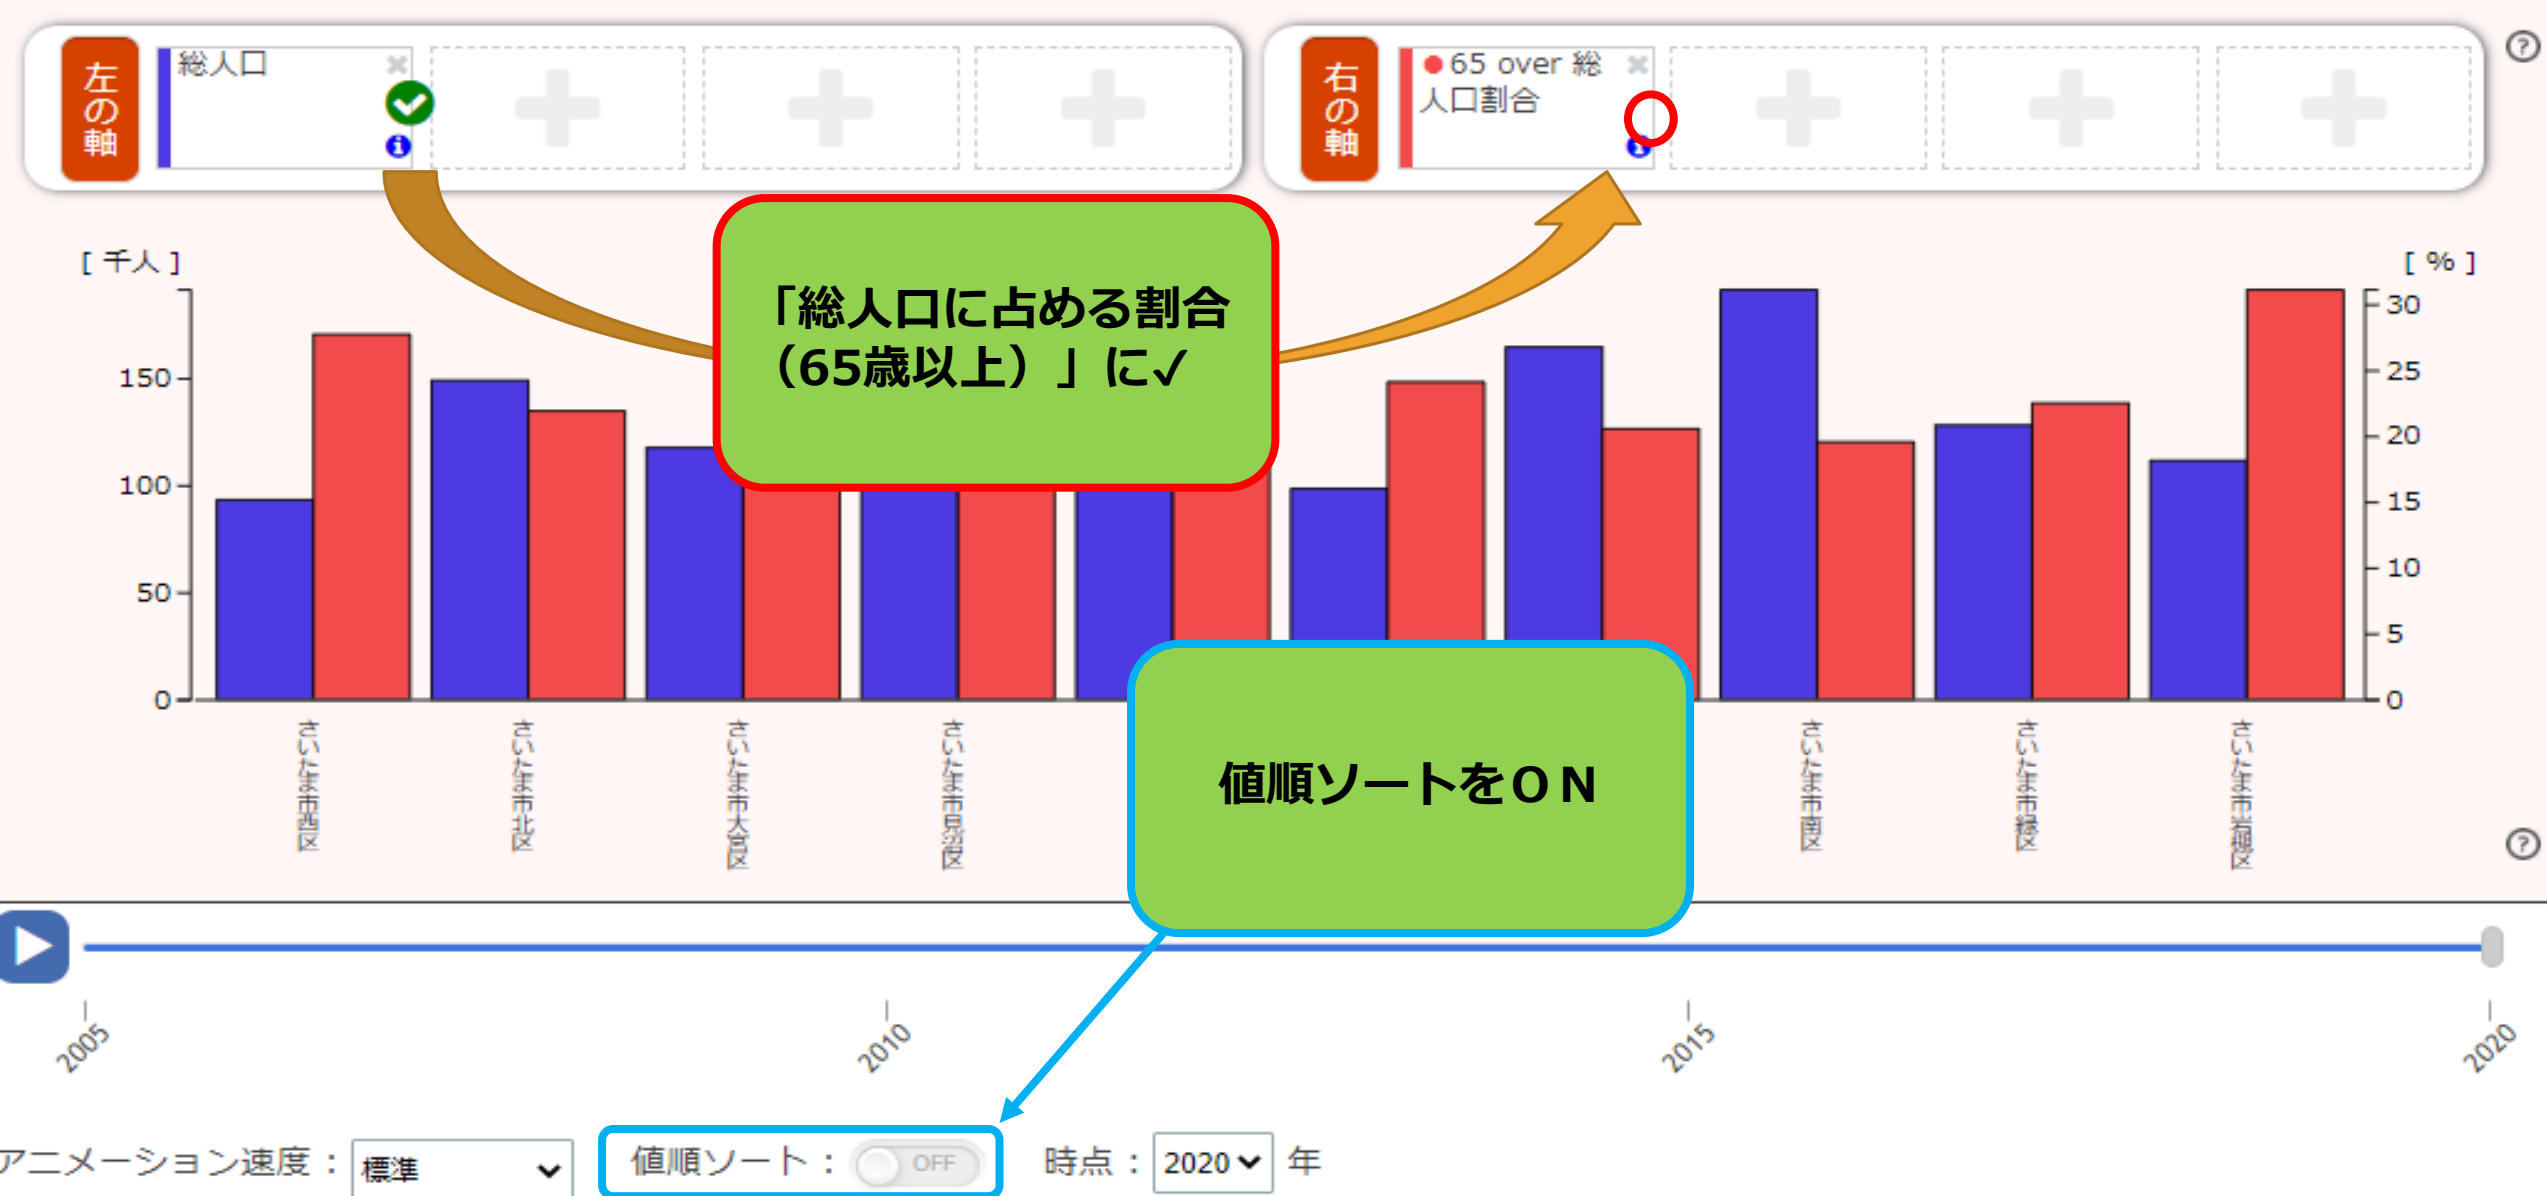 左の軸
総人口
右の軸
65 over 総
人口割合
[ 千人 ]
[ % ]
「総人口に占める割合
（65歳以上）」に✓
150
100
50
0
30
25
20
15
10
5
0
さいたま市西区
さいたま市北区
さいたま市大宮区
さいたま市見沼区
さいたま市南区
さいたま市緑区
さいたま市岩槻区
値順ソートをＯＮ
2005
2010
2015
2020
アニメーション速度：
標準
値順ソート：
OFF
時点：
2020
年